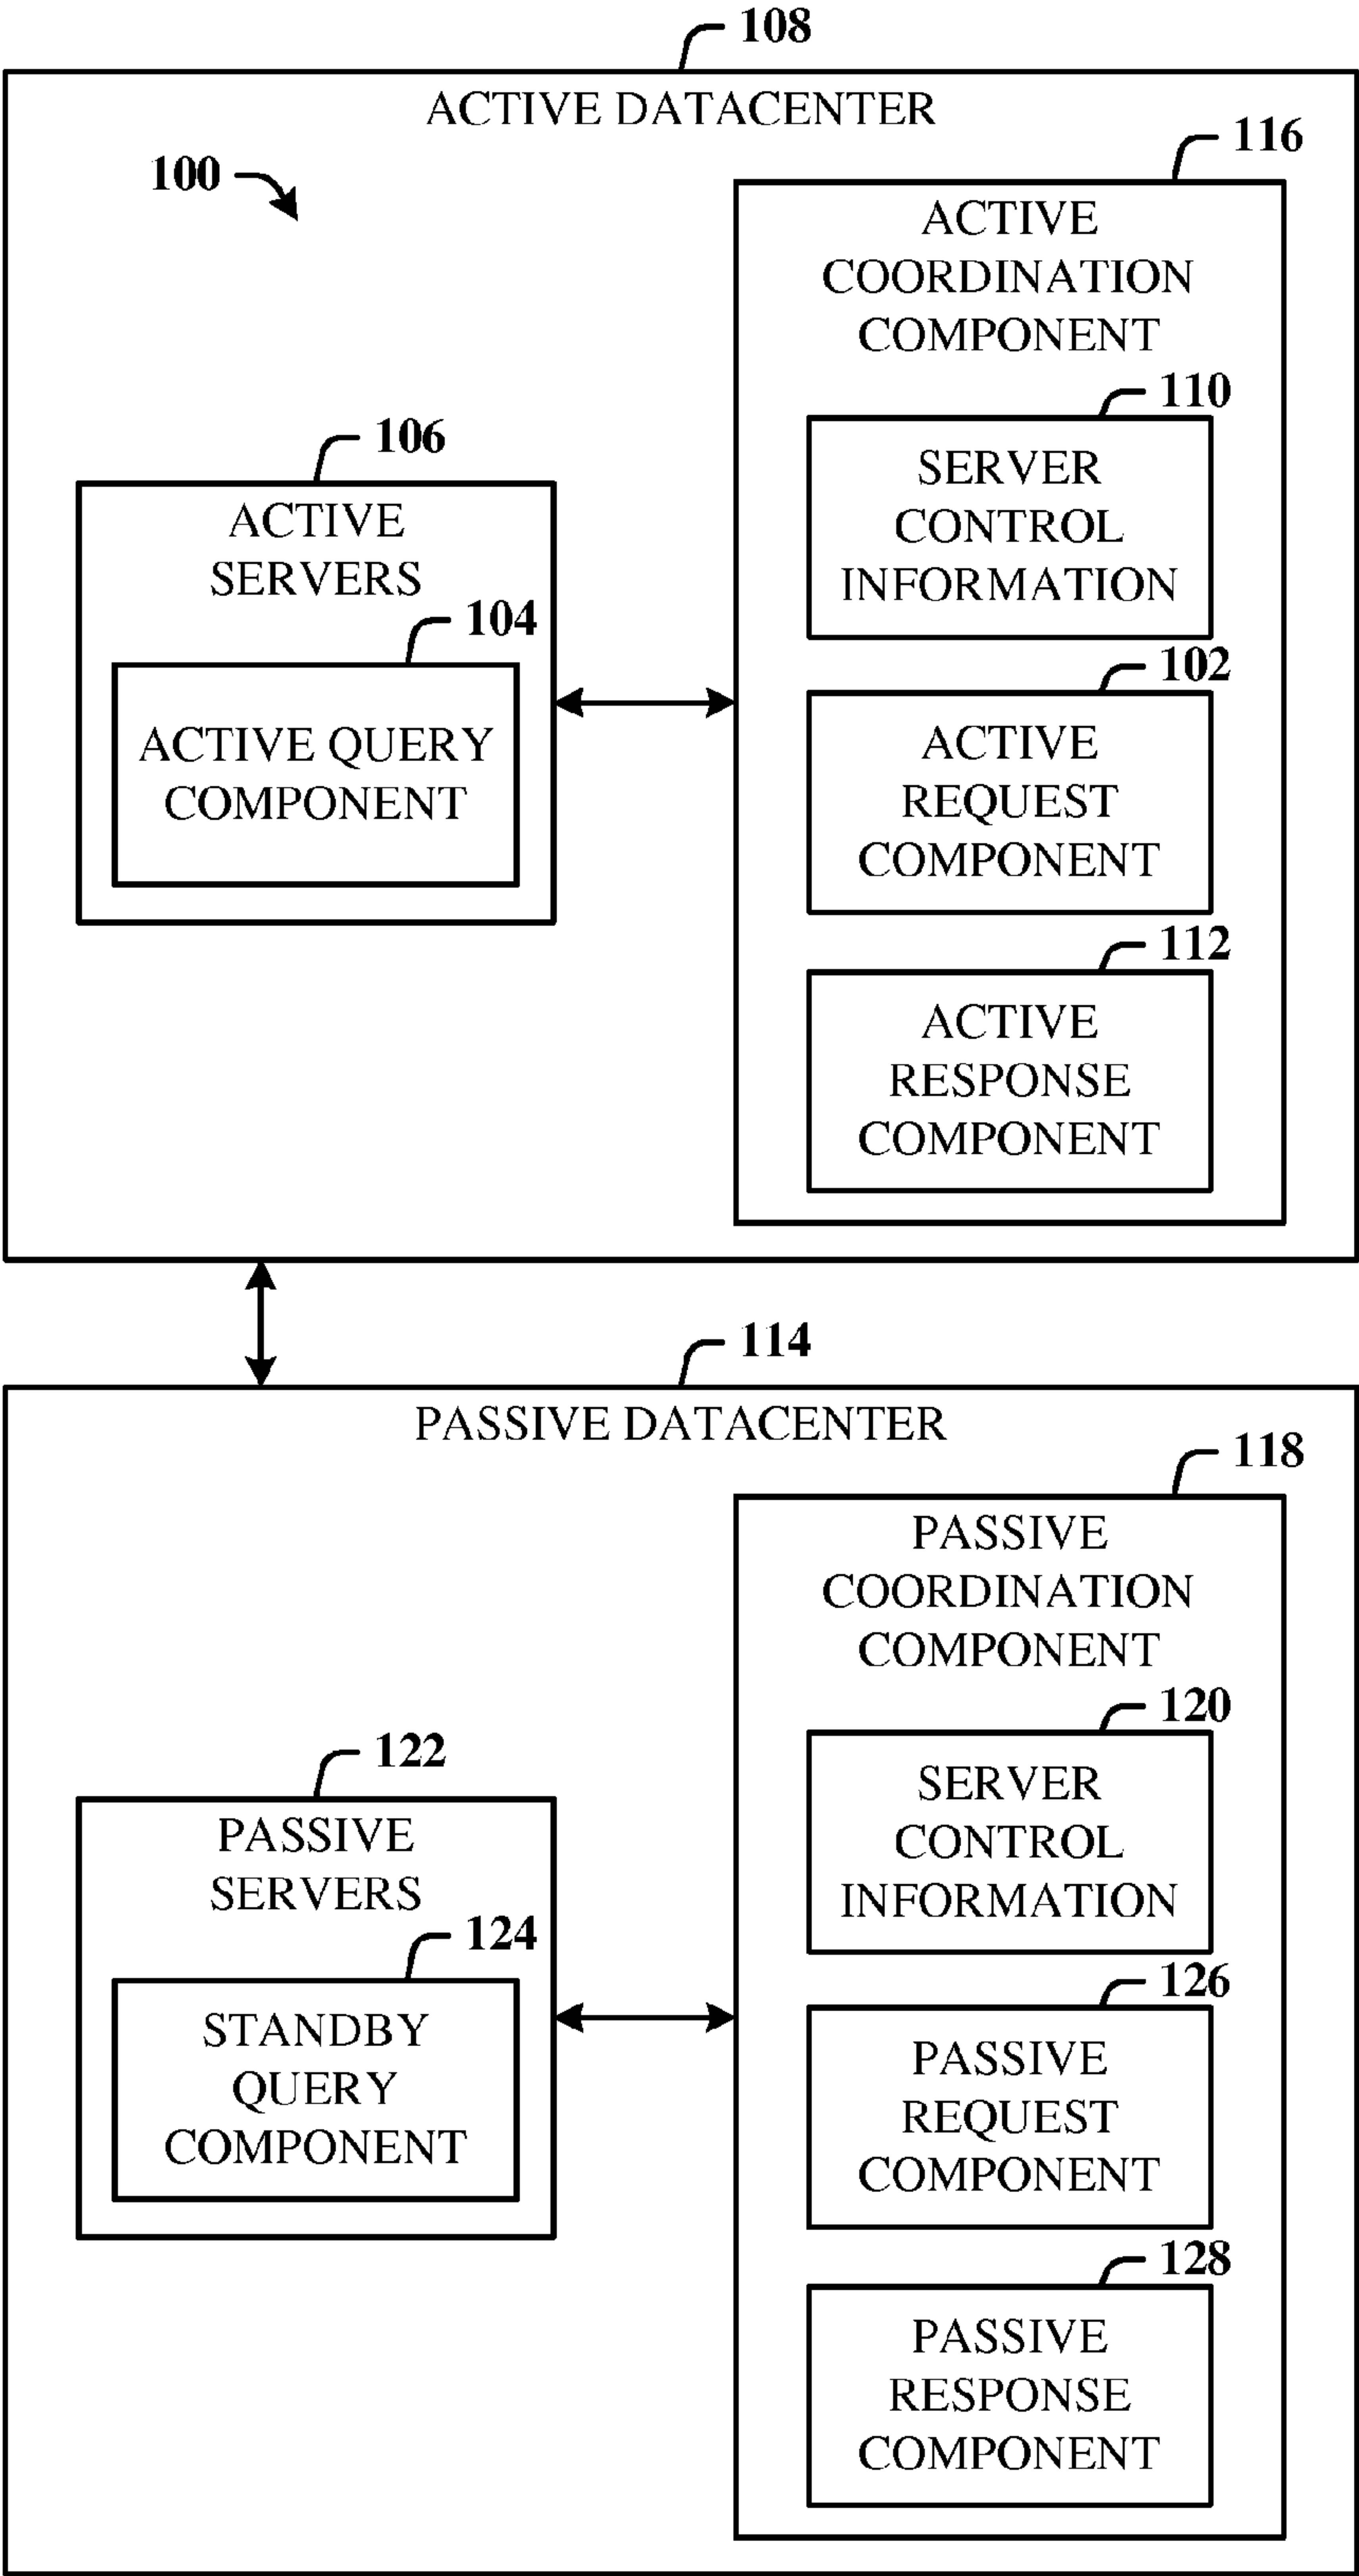 108
ACTIVE DATACENTER
100
116
ACTIVE
COORDINATION
COMPONENT
110
SERVER
CONTROL
INFORMATION
106
ACTIVE
SERVERS
104
ACTIVE QUERY
COMPONENT
102
ACTIVE
REQUEST
COMPONENT
112
ACTIVE
RESPONSE
COMPONENT
114
PASSIVE DATACENTER
118
PASSIVE
COORDINATION
COMPONENT
120
SERVER
CONTROL
INFORMATION
122
PASSIVE
SERVERS
124
STANDBY
QUERY
COMPONENT
126
PASSIVE
REQUEST
COMPONENT
128
PASSIVE
RESPONSE
COMPONENT